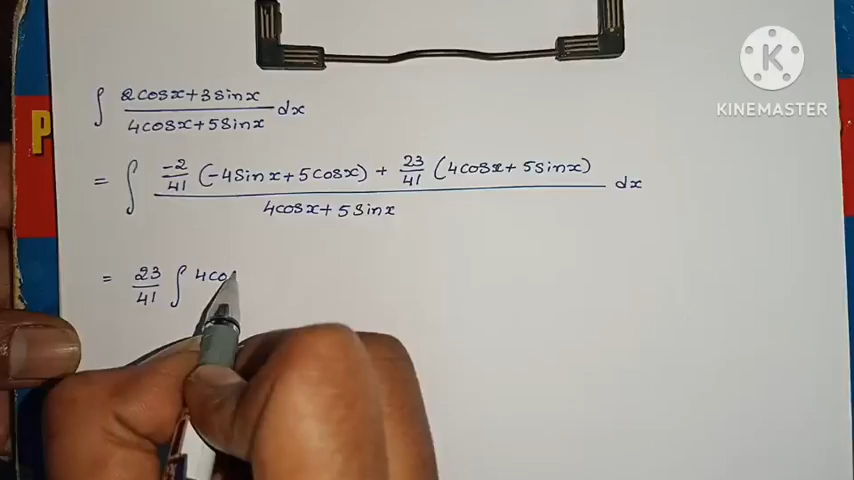 ∫ (2cosx+3sinx)/(4cosx+5sinx) dx
= ∫ (-2/41 (-4sinx+5cosx) + 23/41 (4cosx+5sinx))/(4cosx+5sinx) dx
= 23/41 ∫ 4cos
P
K
KINEMASTER